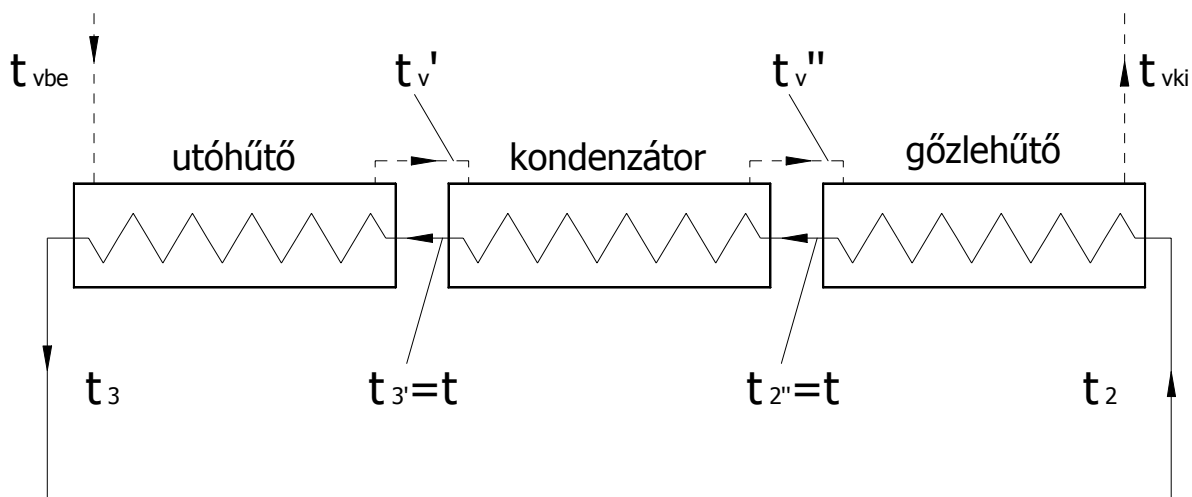 t vbe
t v'
t v''
t vki
utóhűtő
kondenzátor
gőzlehűtő
t 3
t 3'=t
t 2''=t
t 2